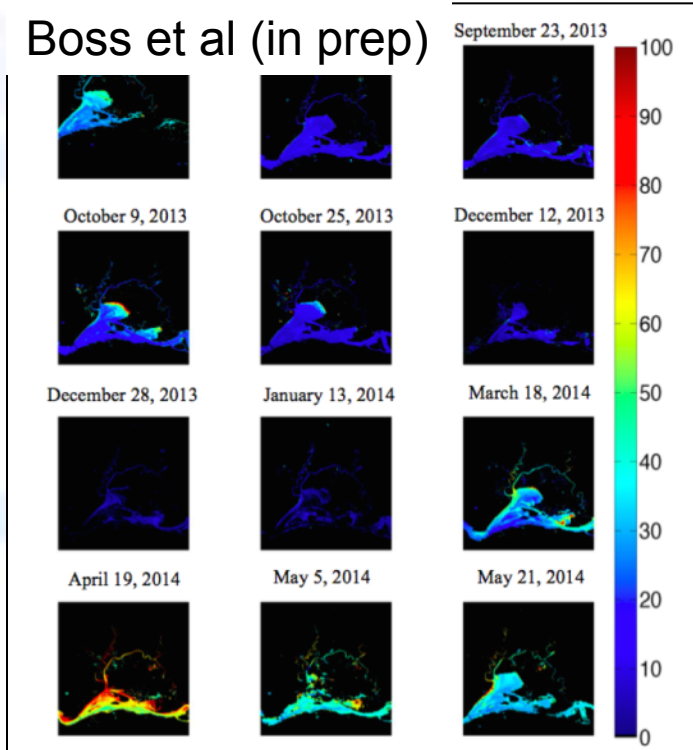 Boss et al (in prep)
September 23, 2013
100
90
80
70
60
50
40
30
20
10
0
October 9, 2013
October 25, 2013
December 12, 2013
December 28, 2013
January 13, 2014
March 18, 2014
April 19, 2014
May 5, 2014
May 21, 2014